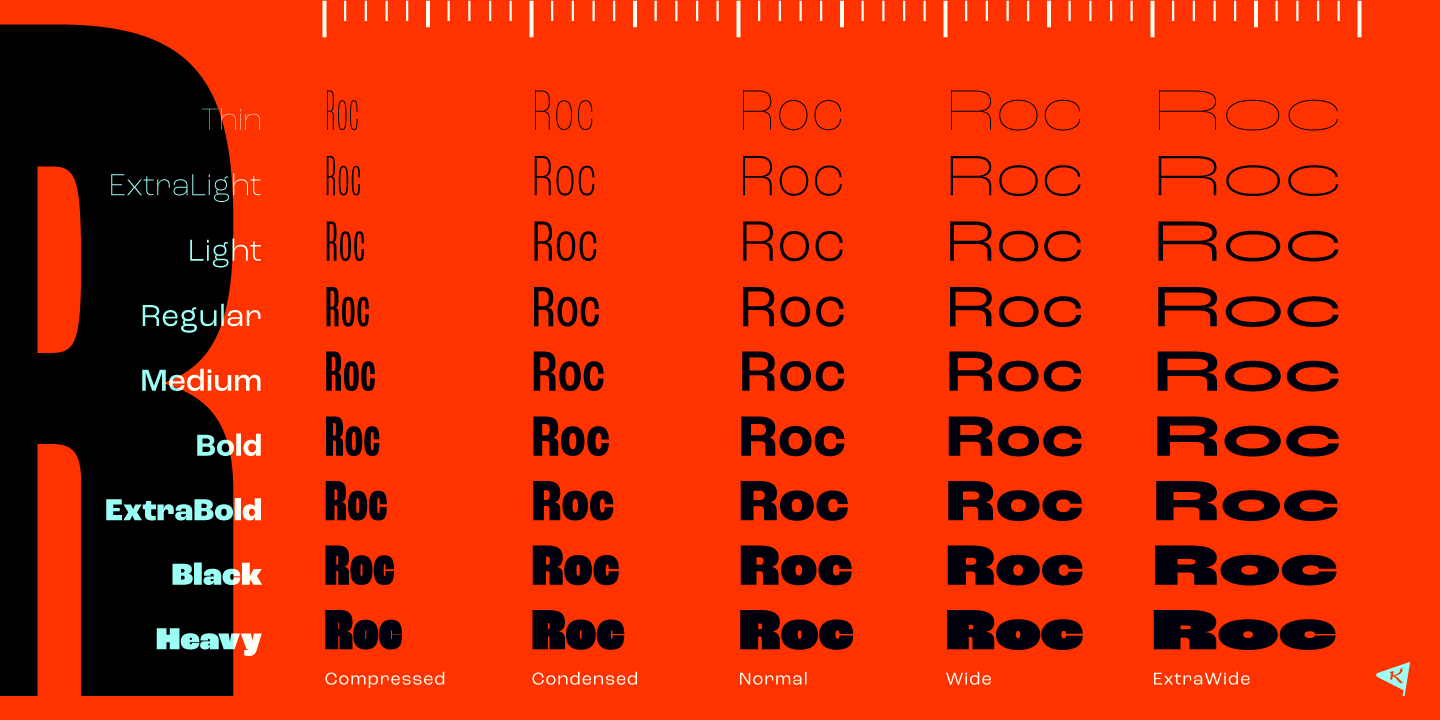 R
Thin Roc Roc Roc Roc Roc
ExtraLight Roc Roc Roc Roc Roc
Light Roc Roc Roc Roc Roc
Regular Roc Roc Roc Roc Roc
Medium Roc Roc Roc Roc Roc
Bold Roc Roc Roc Roc Roc
ExtraBold Roc Roc Roc Roc Roc
Black Roc Roc Roc Roc Roc
Heavy Roc Roc Roc Roc Roc
Compressed Condensed Normal Wide ExtraWide
K